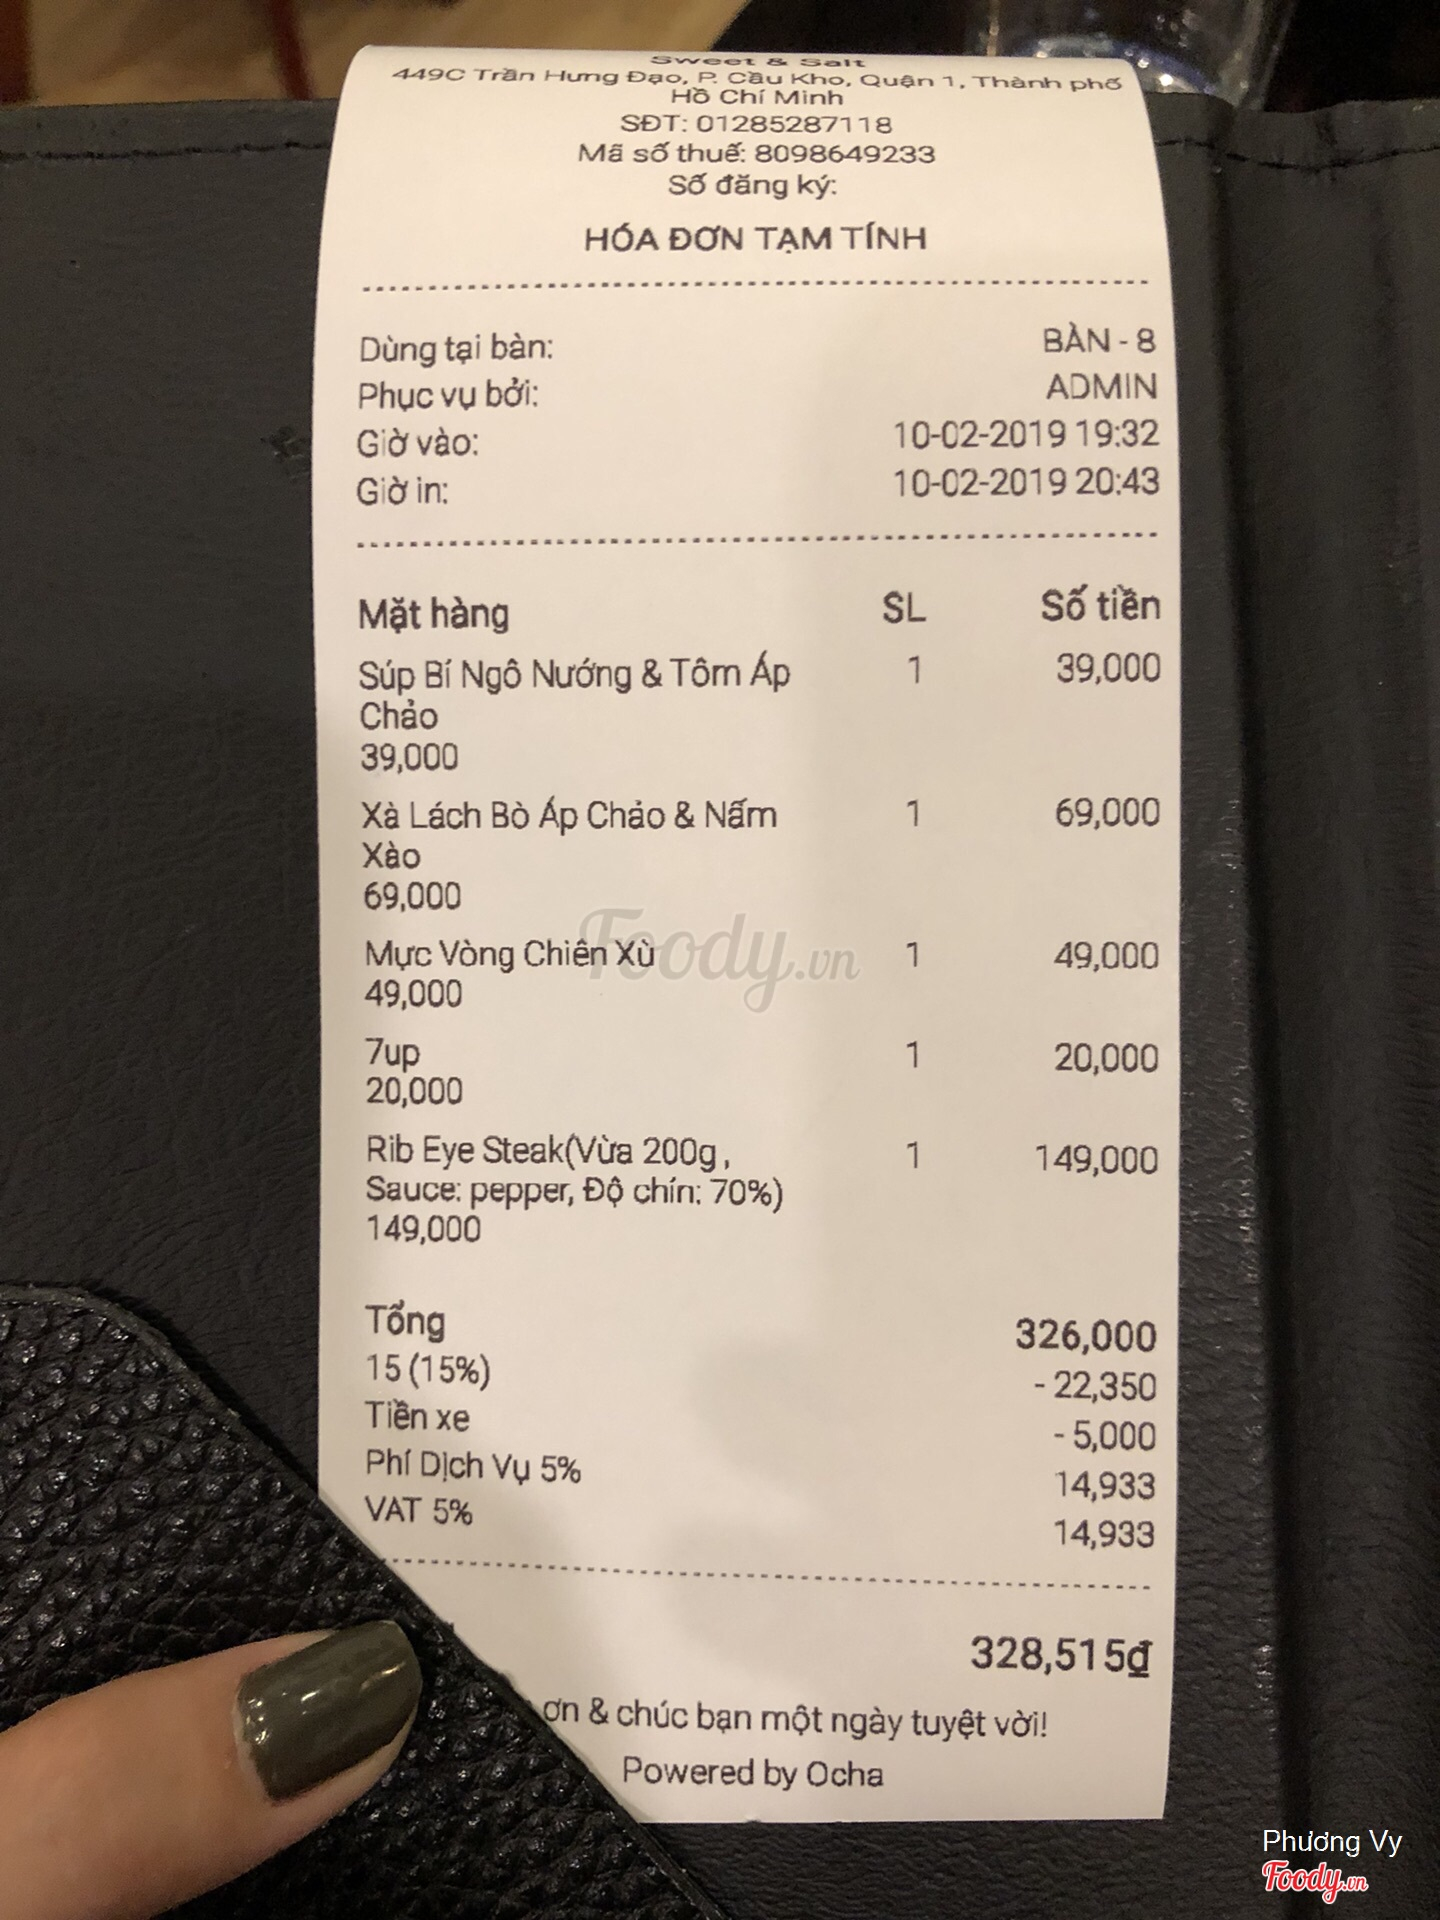 Sweet & Salt
449C Trần Hưng Đạo, P. Cầu Kho, Quận 1, Thành phố
Hồ Chí Minh
SĐT: 01285287118
Mã số thuế: 8098649233
Số đăng ký:
HÓA ĐƠN TẠM TÍNH
Dùng tại bàn: BÀN - 8
Phục vụ bởi: ADMIN
Giờ vào: 10-02-2019 19:32
Giờ in: 10-02-2019 20:43
Mặt hàng SL Số tiền
Súp Bí Ngô Nướng & Tôm Áp 1 39,000
Chảo
39,000
Xà Lách Bò Áp Chảo & Nấm 1 69,000
Xào
69,000
Mực Vòng Chiên Xù 1 49,000
49,000
7up 1 20,000
20,000
Rib Eye Steak(Vừa 200g , 1 149,000
Sauce: pepper, Độ chín: 70%)
149,000
Tổng 326,000
15 (15%) - 22,350
Tiền xe - 5,000
Phí Dịch Vụ 5% 14,933
VAT 5% 14,933
328,515₫
ơn & chúc bạn một ngày tuyệt vời!
Powered by Ocha
Foody.vn
Phương Vy
Foody.vn